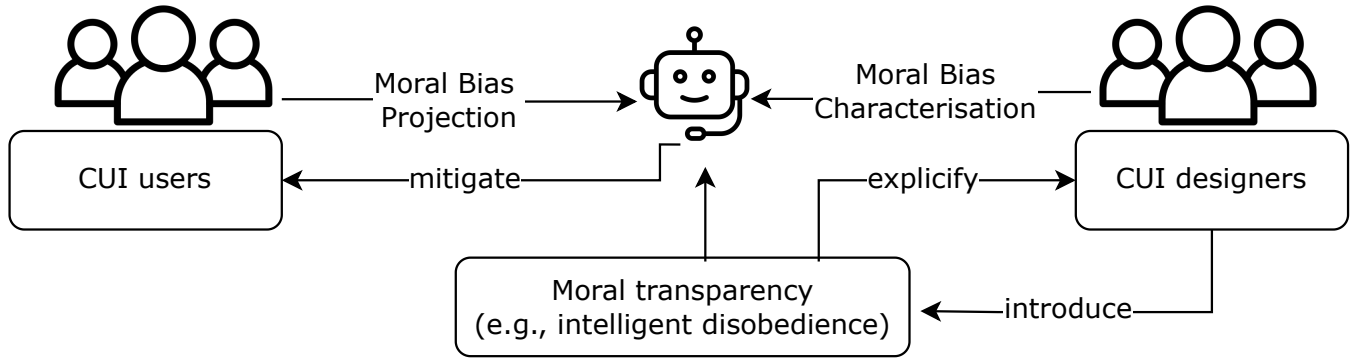 Moral Bias
Projection
Moral Bias
Characterisation
CUI users
mitigate
explicify
CUI designers
Moral transparency
(e.g., intelligent disobedience)
introduce